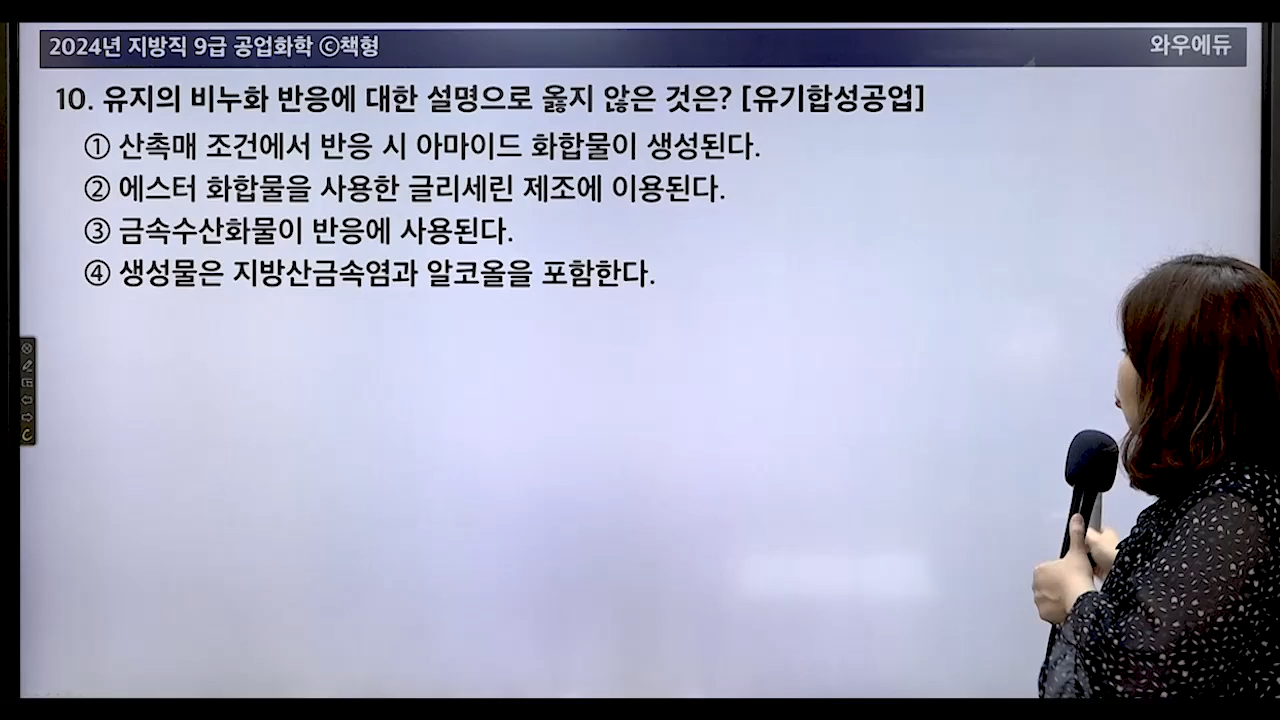 2024년 지방직 9급 공업화학 ⓒ책형
와우에듀
10. 유지의 비누화 반응에 대한 설명으로 옳지 않은 것은? [유기합성공업]
① 산촉매 조건에서 반응 시 아마이드 화합물이 생성된다.
② 에스터 화합물을 사용한 글리세린 제조에 이용된다.
③ 금속수산화물이 반응에 사용된다.
④ 생성물은 지방산금속염과 알코올을 포함한다.